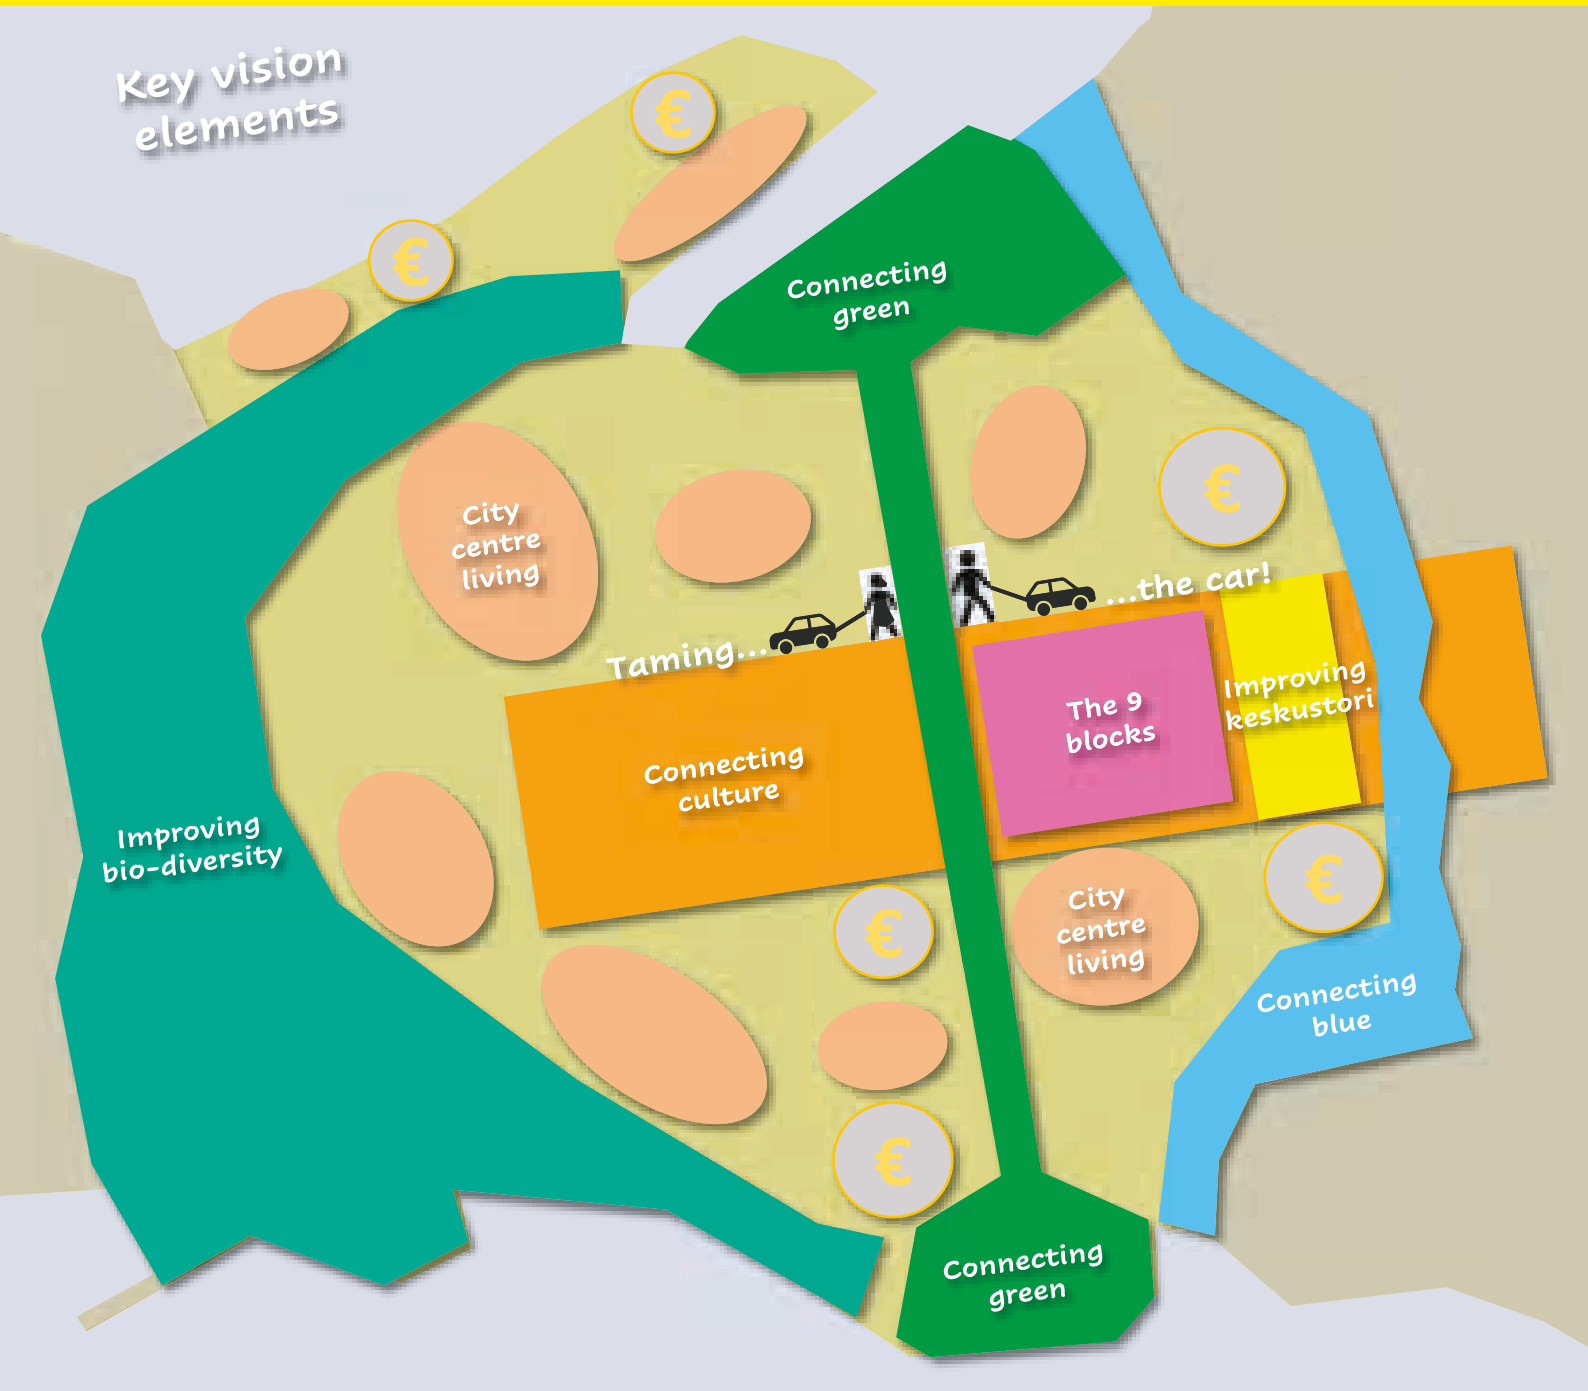 Key vision
elements
€
€
Connecting
green
City
centre
living
€
...the car!
Taming...
Connecting
culture
The 9
blocks
Improving
keskustori
Improving
bio-diversity
€
€
City
centre
living
Connecting
blue
€
Connecting
green